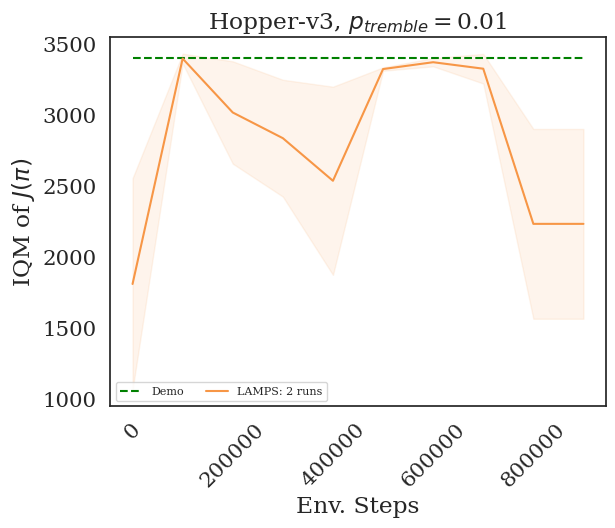 Hopper-v3, $p_{tremble} = 0.01$
IQM of $J(\pi)$
3500
3000
2500
2000
1500
1000
Demo
LAMPS: 2 runs
0
200000
400000
600000
800000
Env. Steps